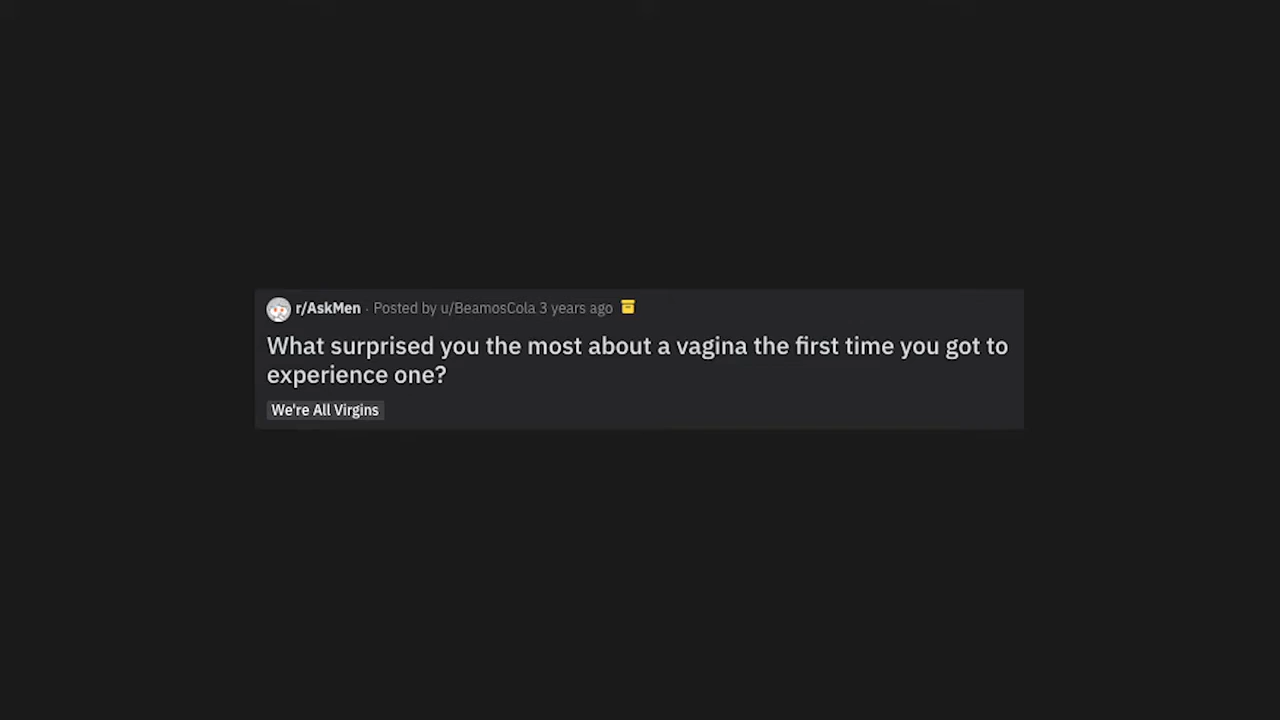 r/AskMen · Posted by u/BeamosCola 3 years ago
What surprised you the most about a vagina the first time you got to
experience one?
We're All Virgins